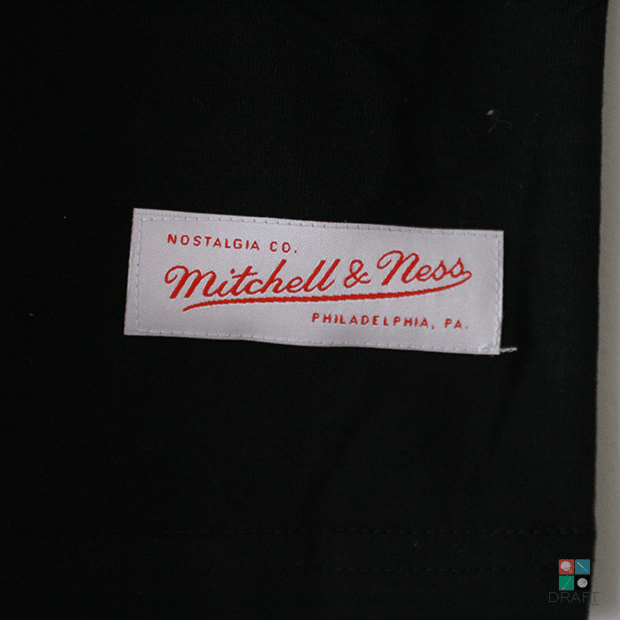 NOSTALGIA CO.
Mitchell & Ness
PHILADELPHIA, PA.
DRAFT